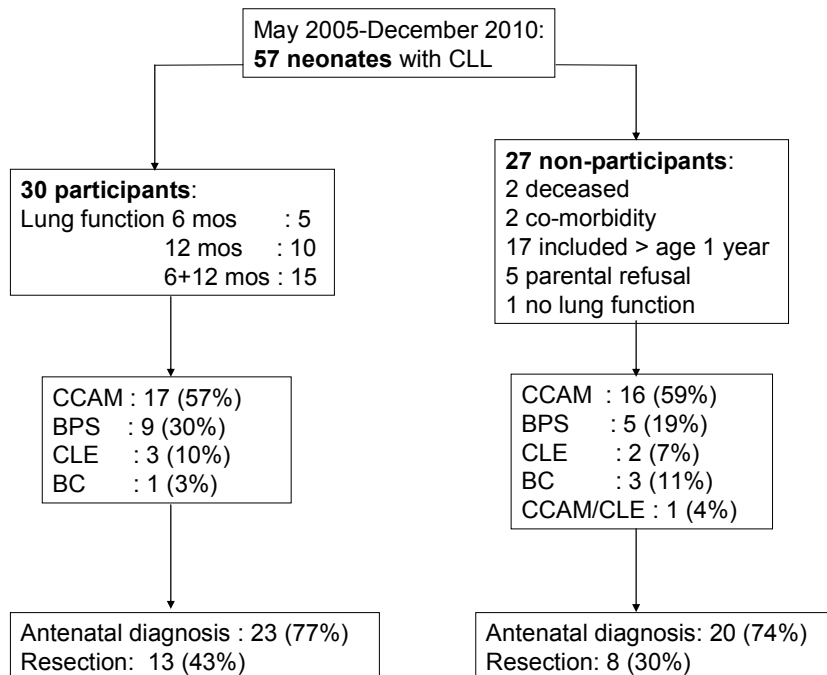 May 2005-December 2010:
57 neonates with CLL
30 participants:
Lung function 6 mos : 5
12 mos : 10
6+12 mos : 15
27 non-participants:
2 deceased
2 co-morbidity
17 included > age 1 year
5 parental refusal
1 no lung function
CCAM : 17 (57%)
BPS : 9 (30%)
CLE : 3 (10%)
BC : 1 (3%)
CCAM : 16 (59%)
BPS : 5 (19%)
CLE : 2 (7%)
BC : 3 (11%)
CCAM/CLE : 1 (4%)
Antenatal diagnosis : 23 (77%)
Resection: 13 (43%)
Antenatal diagnosis: 20 (74%)
Resection: 8 (30%)